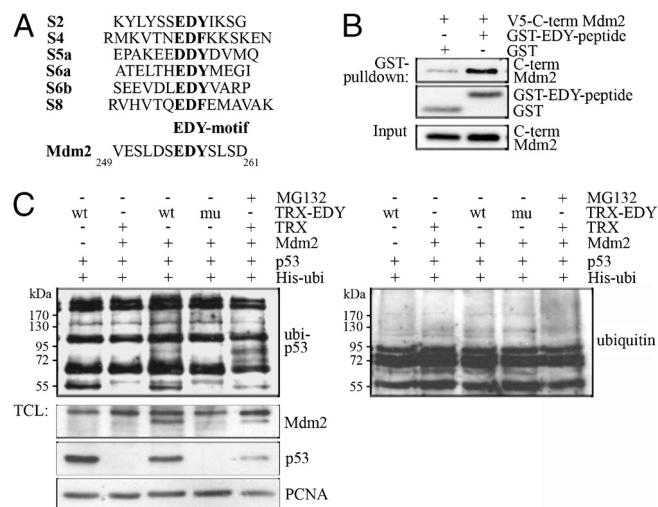 A
S2 KYLYSSEDYIKSG
S4 RMKVTNEDFKKSKEN
S5a EPAKEEDDYDVMQ
S6a ATELTHEDYMEGI
S6b SEEVDLEDYVARP
S8 RVHVTQEDFEMAVAK
EDY-motif
Mdm2 VESLDSEDYSLSD
249 261
B
+ + V5-C-term Mdm2
- + GST-EDY-peptide
+ - GST
GST-pulldown: C-term Mdm2
GST-EDY-peptide
GST
Input C-term Mdm2
C
- - - - + MG132
wt - wt mu - TRX-EDY
- + - - + TRX
- + + + + Mdm2
+ + + + + p53
+ + + + + His-ubi
kDa
170
130
95
72
55
ubi-p53
TCL:
Mdm2
p53
PCNA
- - - - + MG132
wt - wt mu - TRX-EDY
- + - - + TRX
- + + + + Mdm2
+ + + + + p53
+ + + + + His-ubi
kDa
170
130
95
72
55
ubiquitin